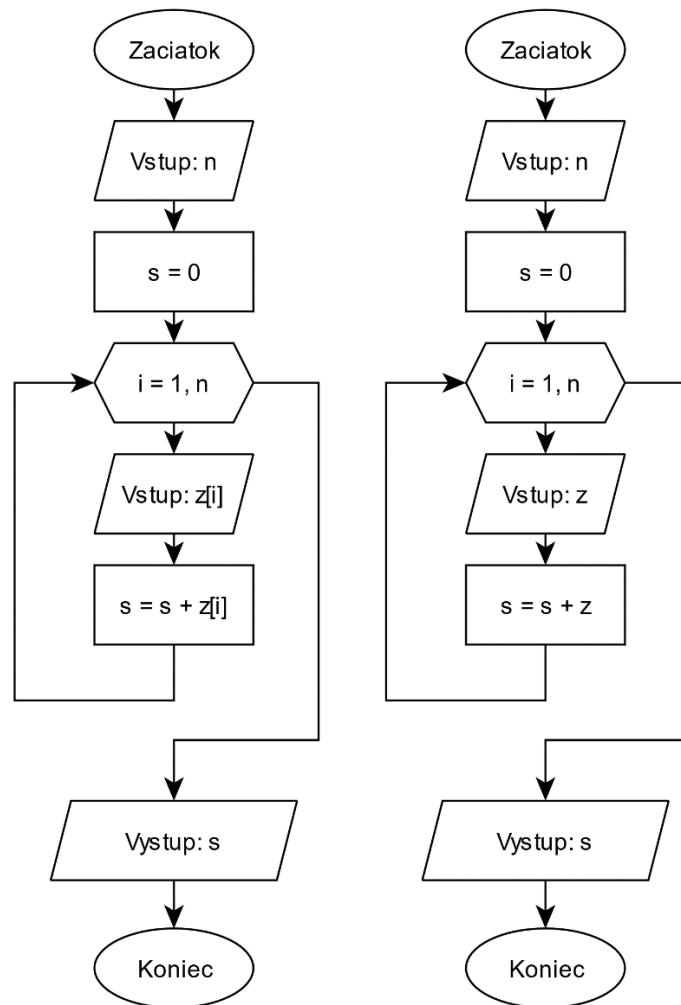 Zaciatok
Vstup: n
s = 0
i = 1, n
Vstup: z[i]
s = s + z[i]
Vystup: s
Koniec
Zaciatok
Vstup: n
s = 0
i = 1, n
Vstup: z
s = s + z
Vystup: s
Koniec